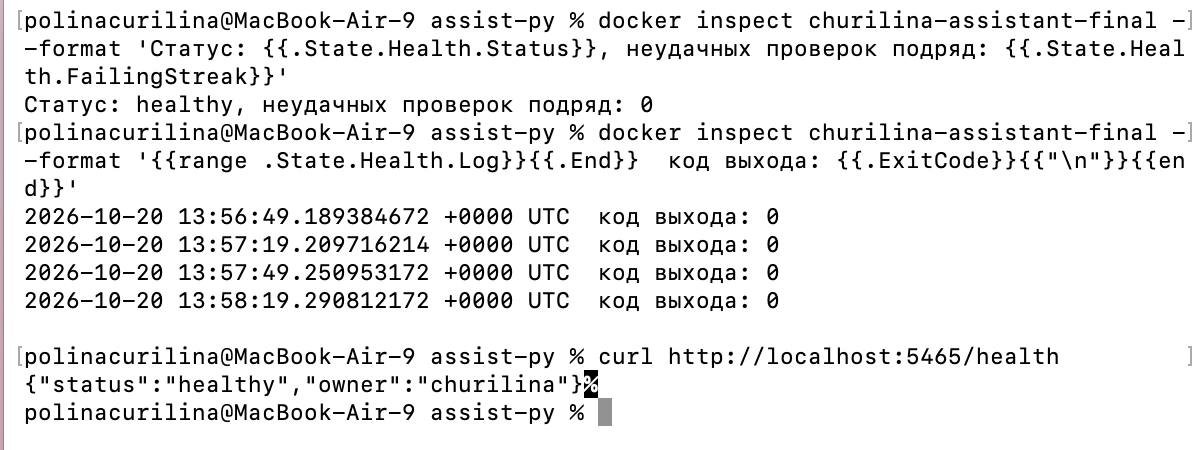 [polinacurilina@MacBook-Air-9 assist-py % docker inspect churilina-assistant-final -]
-format 'Статус: {{.State.Health.Status}}, неудачных проверок подряд: {{.State.Heal
th.FailingStreak}}'
Статус: healthy, неудачных проверок подряд: 0
[polinacurilina@MacBook-Air-9 assist-py % docker inspect churilina-assistant-final -]
-format '{{range .State.Health.Log}}{{.End}}  код выхода: {{.ExitCode}}{{"\n"}}{{en
d}}'
2026-10-20 13:56:49.189384672 +0000 UTC  код выхода: 0
2026-10-20 13:57:19.209716214 +0000 UTC  код выхода: 0
2026-10-20 13:57:49.250953172 +0000 UTC  код выхода: 0
2026-10-20 13:58:19.290812172 +0000 UTC  код выхода: 0
[polinacurilina@MacBook-Air-9 assist-py % curl http://localhost:5465/health ]
{"status":"healthy","owner":"churilina"}%
polinacurilina@MacBook-Air-9 assist-py %